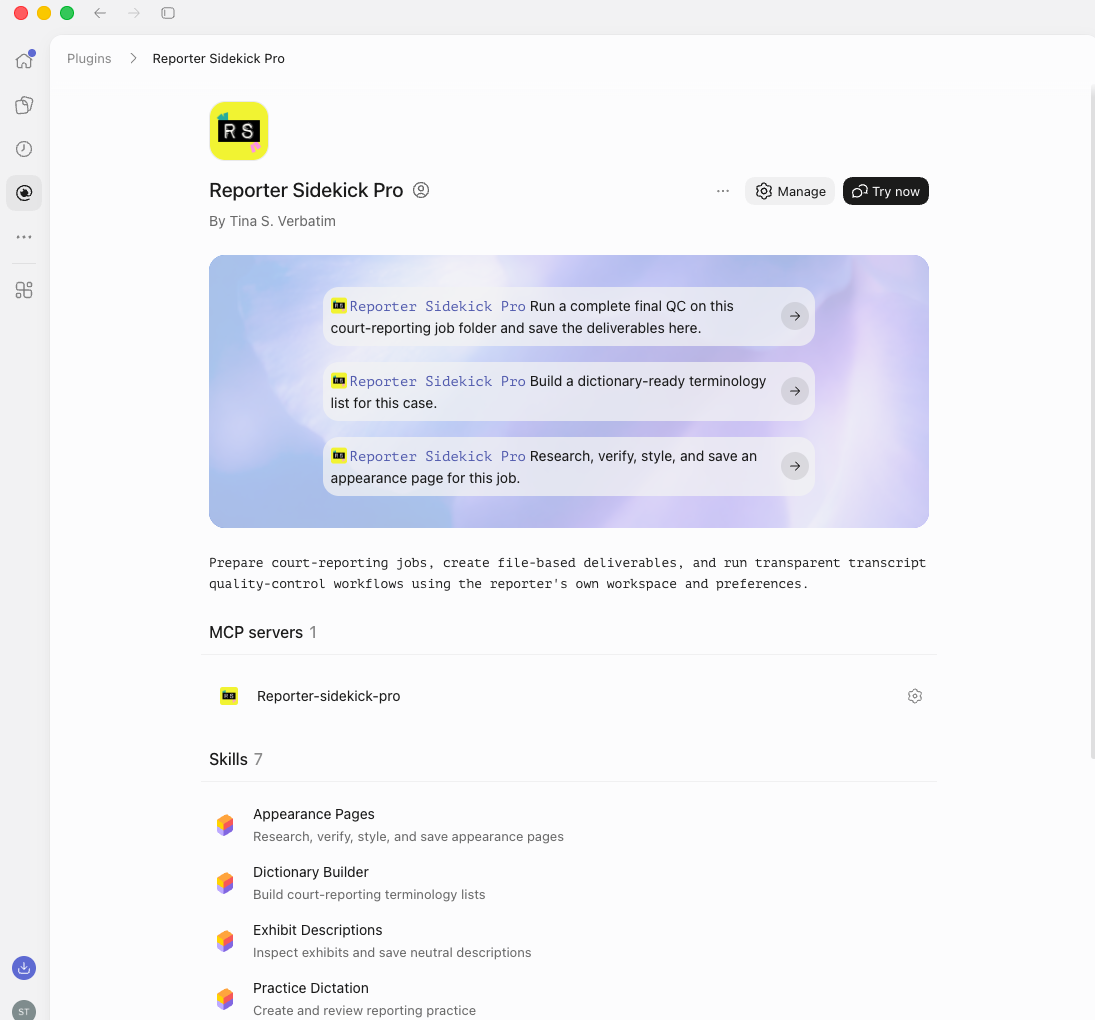 Plugins > Reporter Sidekick Pro
RS
Reporter Sidekick Pro
... Manage Try now
By Tina S. Verbatim
RS Reporter Sidekick Pro Run a complete final QC on this
court-reporting job folder and save the deliverables here.
RS Reporter Sidekick Pro Build a dictionary-ready terminology
list for this case.
RS Reporter Sidekick Pro Research, verify, style, and save an
appearance page for this job.
Prepare court-reporting jobs, create file-based deliverables, and run transparent transcript
quality-control workflows using the reporter's own workspace and preferences.
MCP servers 1
RS Reporter-sidekick-pro
Skills 7
Appearance Pages
Research, verify, style, and save appearance pages
Dictionary Builder
Build court-reporting terminology lists
Exhibit Descriptions
Inspect exhibits and save neutral descriptions
Practice Dictation
Create and review reporting practice
ST